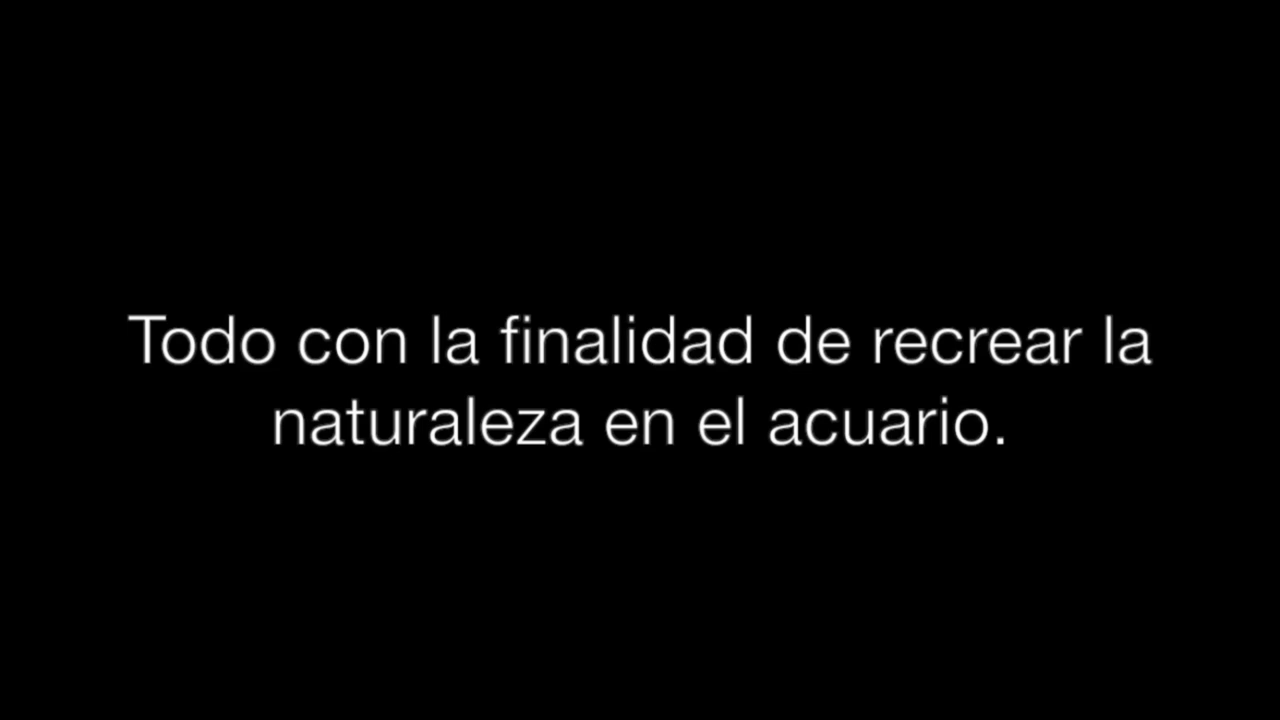 Todo con la finalidad de recrear la
naturaleza en el acuario.